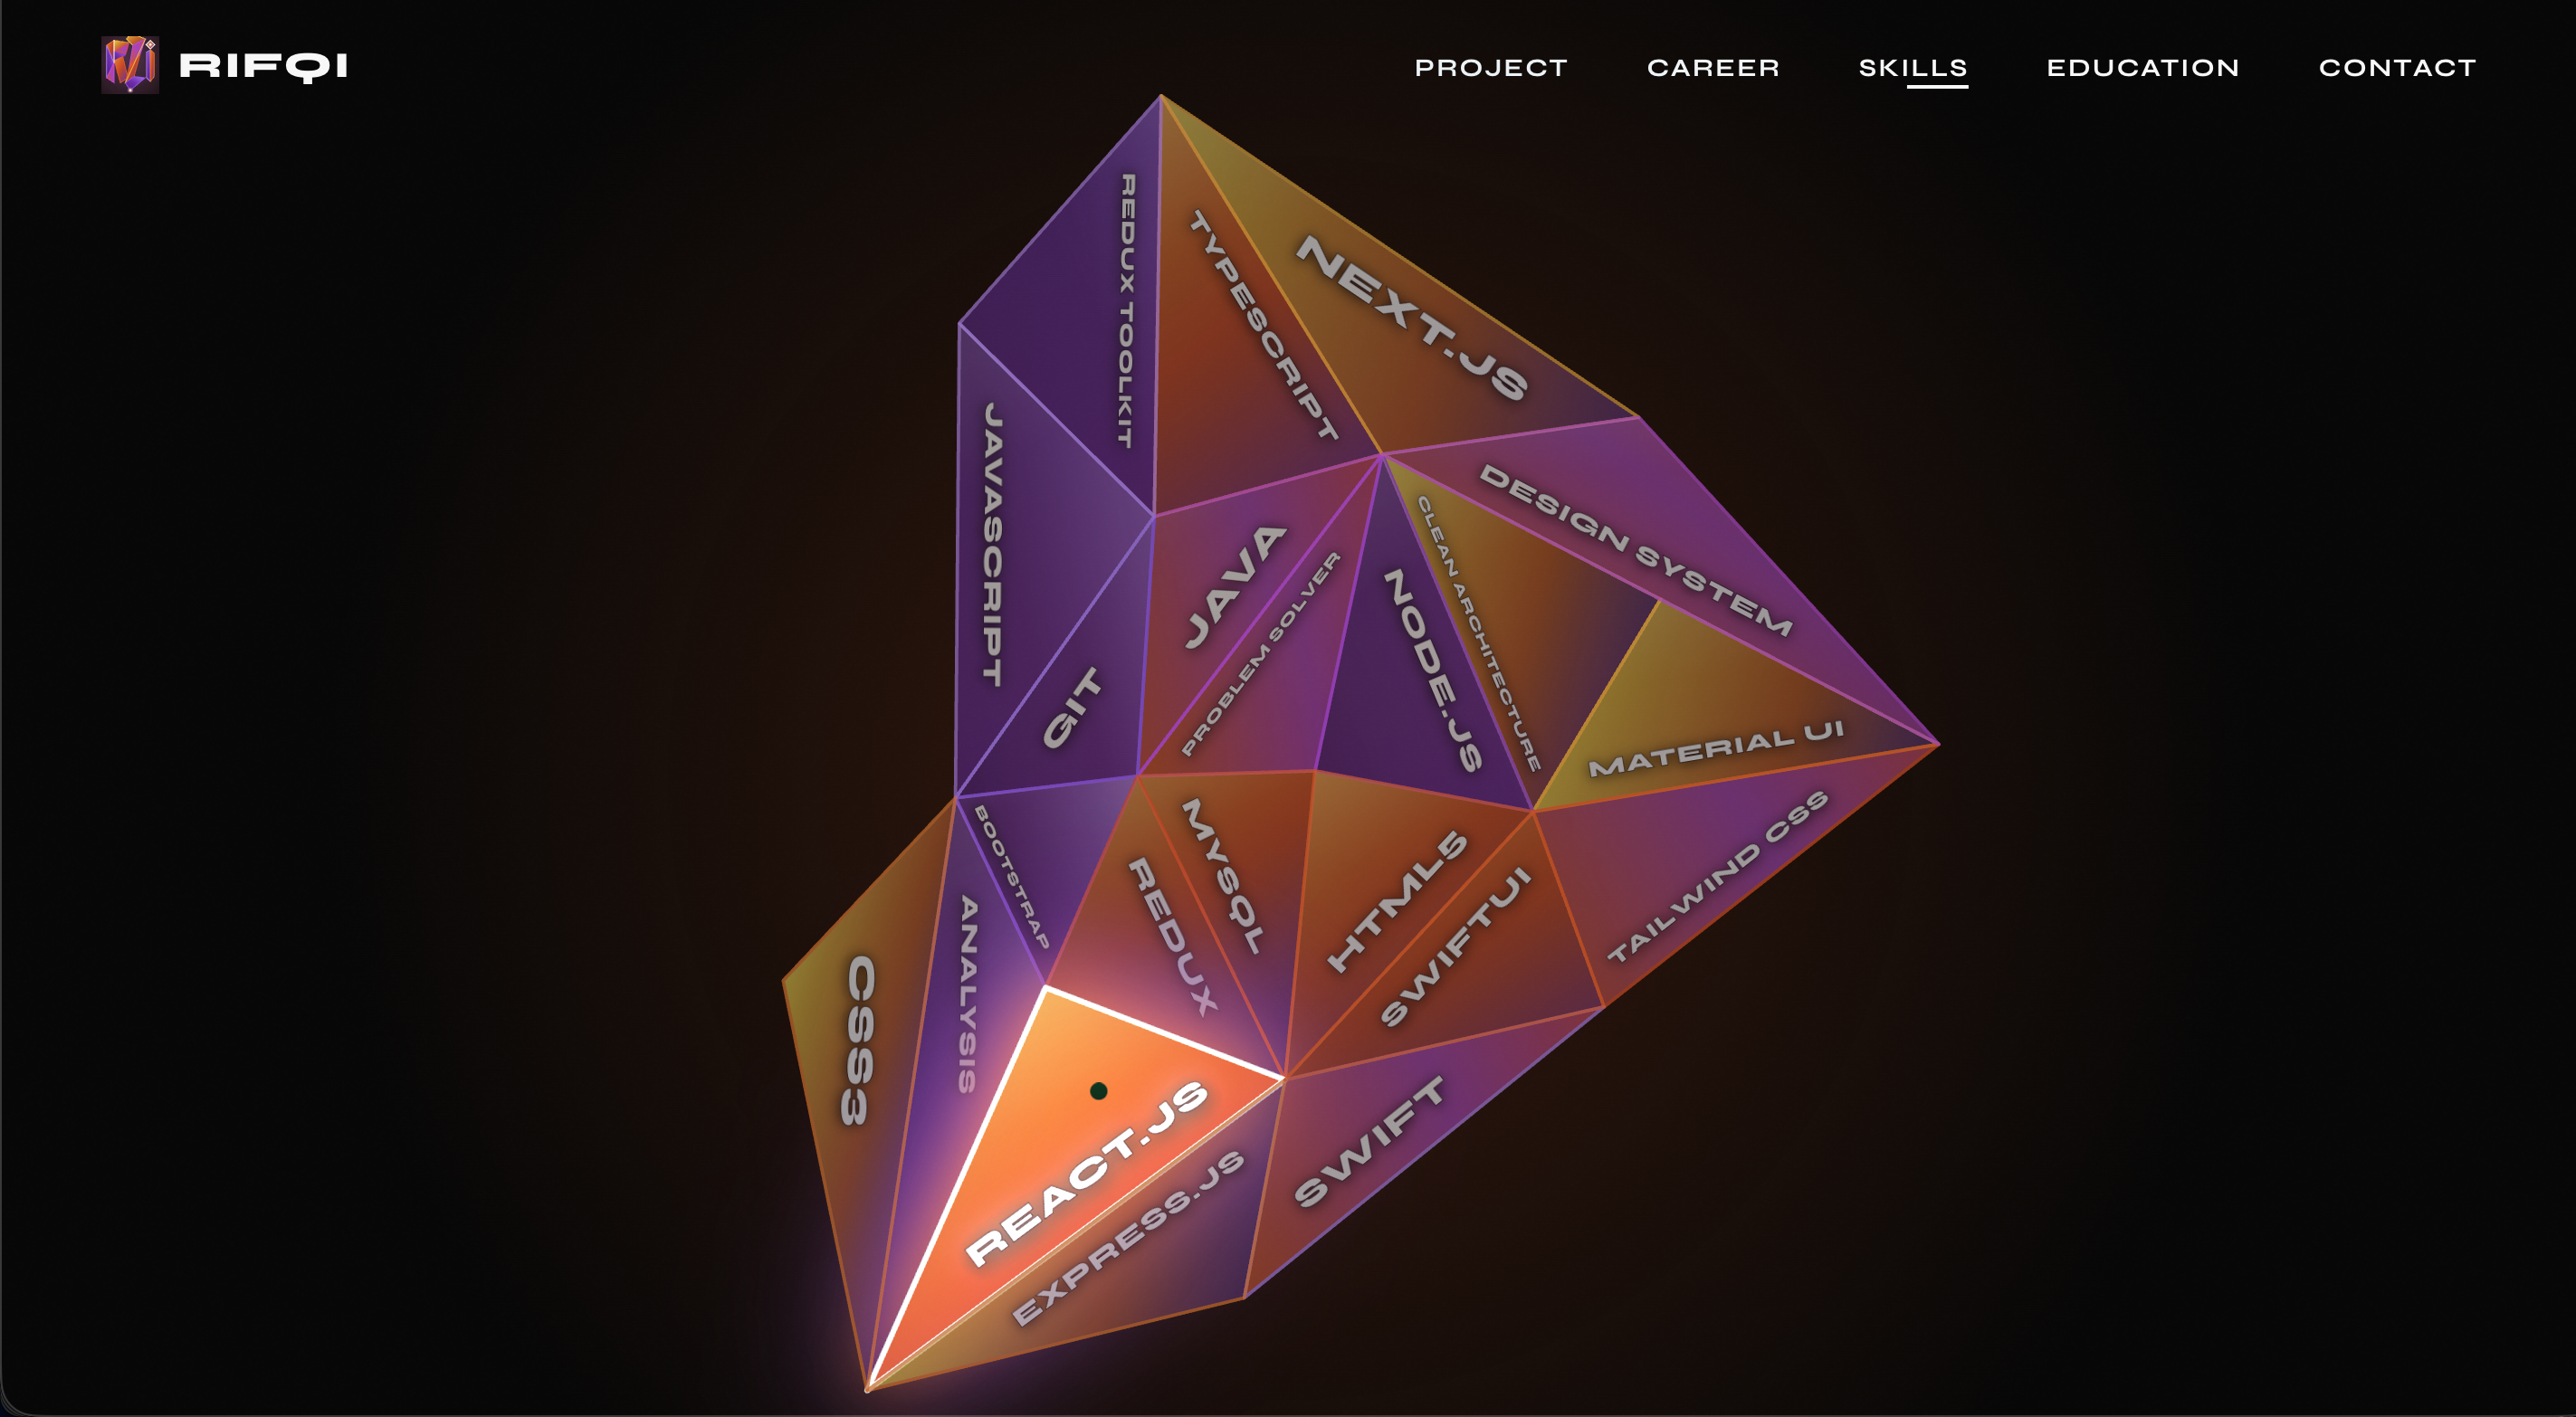 RIFQI
PROJECT
CAREER
SKILLS
EDUCATION
CONTACT
REDUX TOOLKIT
TYPESCRIPT
NEXT.JS
JAVASCRIPT
DESIGN SYSTEM
JAVA
PROBLEM SOLVER
NODE.JS
CLEAN ARCHITECTURE
GIT
MATERIAL UI
BOOTSTRAP
MYSQL
HTML5
TAILWIND CSS
REDUX
SWIFTUI
ANALYSIS
CSS3
REACT.JS
SWIFT
EXPRESS.JS